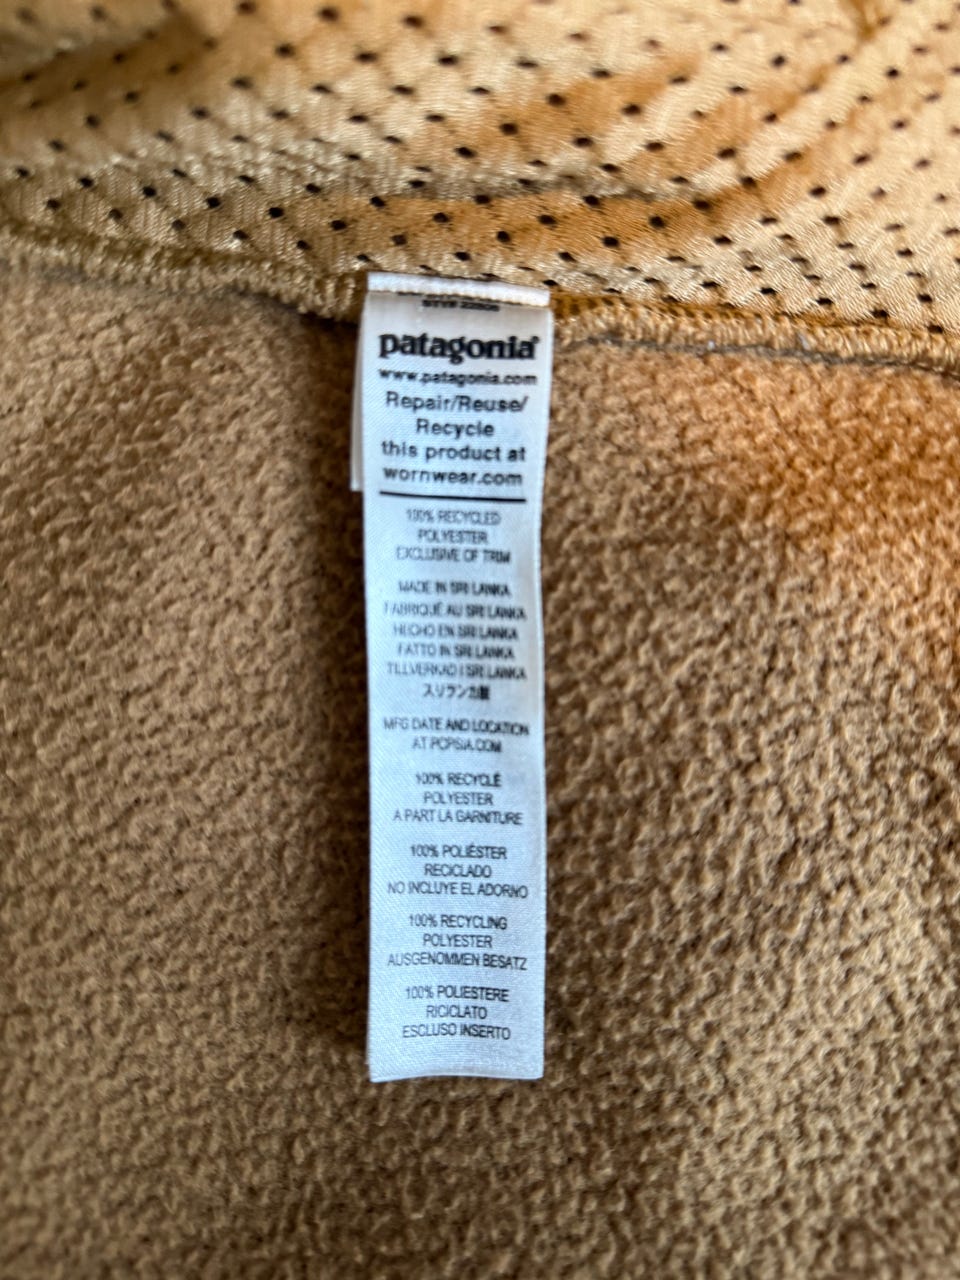 patagonia®
www.patagonia.com
Repair/Reuse/
Recycle
this product at
wornwear.com
100% RECYCLED
POLYESTER
EXCLUSIVE OF TRIM
MADE IN SRI LANKA
FABRIQUÉ AU SRI LANKA
HECHO EN SRI LANKA
FATTO IN SRI LANKA
TILLVERKAD I SRI LANKA
スリランカ製
MFG DATE AND LOCATION
AT PCPSIA.COM
100% RECYCLÉ
POLYESTER
A PART LA GARNITURE
100% POLIÉSTER
RECICLADO
NO INCLUYE EL ADORNO
100% RECYCLING
POLYESTER
AUSGENOMMEN BESATZ
100% POLIESTERE
RICICLATO
ESCLUSO INSERTO